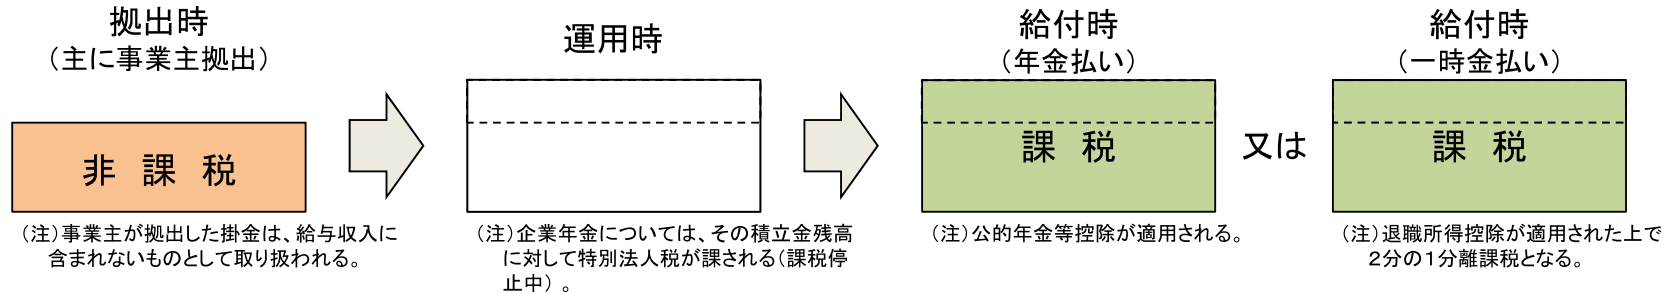 拠出時
（主に事業主拠出）
非 課 税
（注）事業主が拠出した掛金は、給与収入に
含まれないものとして取り扱われる。
運用時
（注）企業年金については、その積立金残高
に対して特別法人税が課される（課税停
止中）。
給付時
（年金払い）
課 税
（注）公的年金等控除が適用される。
又は
給付時
（一時金払い）
課 税
（注）退職所得控除が適用された上で
２分の１分離課税となる。